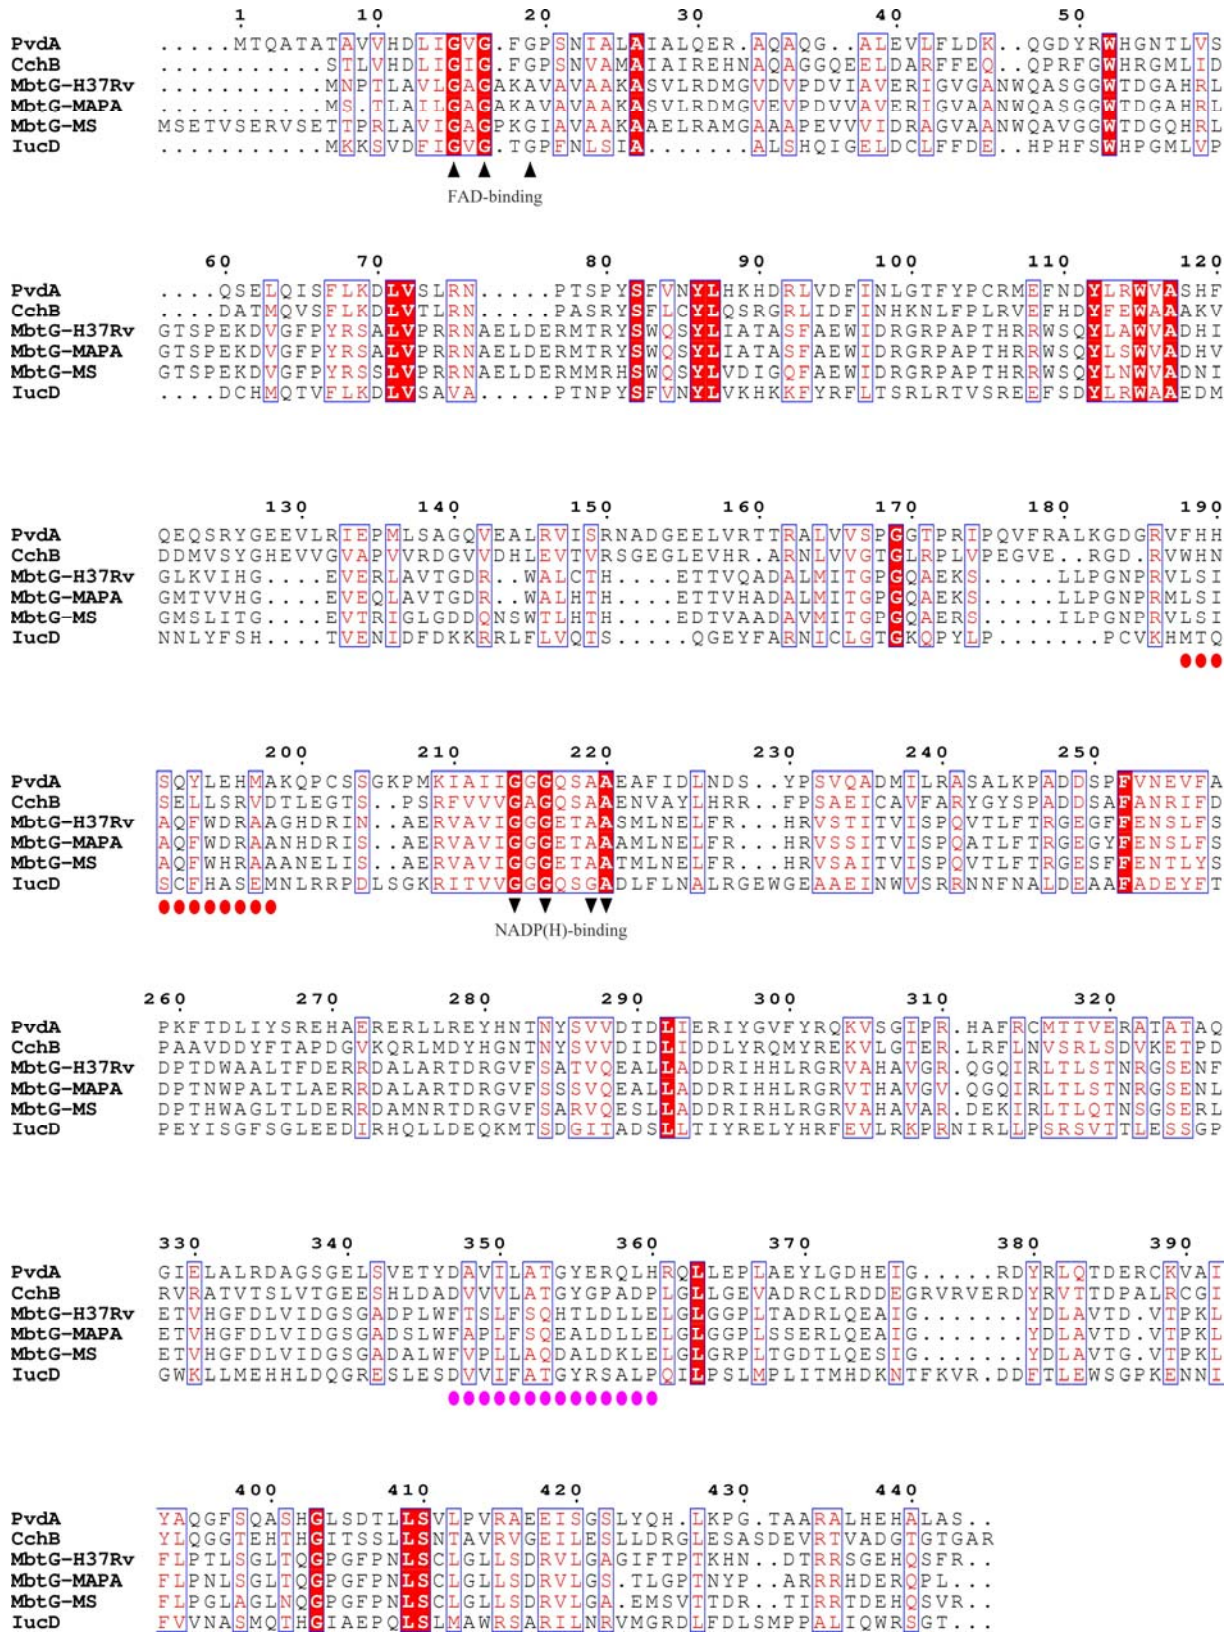 1 10 20 30 40 50
PvdA .....MTQATATAVVHDLIGVG.FGPSNIALAIALQER.AQAQG..ALEVLFLDK..QGDYRWHGNTLVS
CchB ...........STLVHDLIGIG.FGPSNVAMAIAIREHNAQAGGQEELDARFFEQ..QPRFGWHRGMLID
MbtG-H37Rv ...........MNPTLAVLGAGAKAVAVAAKASVLRDMGVDVPDVIAVERIGVGANWQASGGWTDGAHRL
MbtG-MAPA ...........MS.TLAILGAGAKAVAVAAKASVLRDMGVEVPDVVAVERIGVAANWQASGGWTDGAHRL
MbtG-MS MSETVSERVSETTPRLAVIGAGPKGIAVAAKAAELRAMGAAAPEVVVIDRAGVAANWQAVGGWTDGQHRL
IucD ...........MKKSVDFIGVG.TGPFNLSIA.......ALSHQIGELDCLFFDE...HPHFSWHPGMLVP
FAD-binding
60 70 80 90 100 110 120
PvdA ....QSELQISFLKDLVSLRN.....PTSPYSFVNYLHKHDRLVDFINLGTFYPCRMEFNDYLRWVASHF
CchB ....DATMQVSFLKDLVTLRN.....PASRYSFLCYLQSRGRLIDFINHKNLFPLRVEFHDYFEWAAAKV
MbtG-H37Rv GTSPEKDVGFPYRSALVPRRNAELDERMTRYSWQSYLIATASFAEWIDRGRPAPTHRRWSQYLAWVADHI
MbtG-MAPA GTSPEKDVGFPYRSALVPRRNAELDERMTRYSWQSYLIATASFAEWIDRGRPAPTHRRWSQYLSWVADHV
MbtG-MS GTSPEKDVGFPYRSSLVPRRNAELDERMMRHSWQSYLVDIGQFAEWIDRGRPAPTHRRWSQYLNWVADNI
IucD ....DCHMQTVFLKDLVSAVA.....PTNPYSFVNYLVKHKKFYRFLTSRLRTVSREEFSDYLRWAAEDM
130 140 150 160 170 180 190
PvdA QEQSRYGEEVLRIEPMLSAGQVEALRVISRNADGEELVRTTRALVVSPGGTPRIPQVFRALKGDGRVFHH
CchB DDMVSYGHEVVGVAPVVRDGVVDHLEVTVRSGEGLEVHR.ARNLVVGTGLRPLVPEGVE..RGD.RVWHN
MbtG-H37Rv GLKVIHG....EVERLAVTGDR..WALCTH....ETTVQADALMITGPGQAEKS.....LLPGNPRVLSI
MbtG-MAPA GMTVVHG....EVEQLAVTGDR..WALHTH....ETTVHADALMITGPGQAEKS.....LLPGNPRMLSI
MbtG-MS GMSLITG....EVTRIGLGDDQNSWTLHTH....EDTVAADAVMITGPGQAERS.....ILPGNPRVLSI
IucD NNLYFSH....TVENIDFDKKRRLFLVQTS....QGEYFARNICLGTGKQPYLP......PCVKHMTQ
200 210 220 230 240 250
PvdA SQYLEHMAKQPCSSGKPMKIAIIGGGQSAAEAFIDLNDS..YPSVQADMILRASALKPADDSPFVNEVFA
CchB SELLSRVDTLEGTS..PSRFVVVGAGQSAAENVAYLHRR..FPSAEICAVFARYGYSPADDSAFANRIFD
MbtG-H37Rv AQFWDRAAGHDRIN..AERVAVIGGGETAASMLNELFR...HRVSTITVISPQVTLFTRGEGFFENSLFS
MbtG-MAPA AQFWDRAANHDRIS..AERVAVIGGGETAAAMLNELFR...HRVSSITVISPQATLFTRGEGYFENSLFS
MbtG-MS AQFWHRAAANELIS..AERVAVIGGGETAATMLNELFR...HRVSAITVISPQVTLFTRGESFFENTLYS
IucD SCFHASEMNLRRPDLSGKRITVVGGGQSGADLFLNALRGEWGEAAEINWVSRRNNFNALDEAAFADEYFT
NADP(H)-binding
260 270 280 290 300 310 320
PvdA PKFTDLIYSREHAERERLLREYHNTNYSVVDTDLIERIYGVFYRQKVSGIPR.HAFRCMTTVERATATAQ
CchB PAAVDDYFTAPDGVKQRLMDYHGNTNYSVVDIDLIDDLYRQMYREKVLGTER.LRFLNVSRLSDVKETPD
MbtG-H37Rv DPTDWAALTFDERRDALARTDRGVFSATVQEALLADDRIHHLRGRVAHAVGR.QGQIRLTLSTNRGSENF
MbtG-MAPA DPTNWPALTLAERRDALARTDRGVFSSSVQEALLADDRIHHLRGRVTHAVGV.QGQIRLTLSTNRGSENL
MbtG-MS DPTHWAGLTLDERRDAMNRTDRGVFSARVQESLLADDRIRHLRGRVAHAVAR.DEKIRLTLQTNSGSERL
IucD PEYISGFSGLEEDIRHQLLDEQKMTSDGITADSLLTIYRELYHRFEVLRKPRNIRLLPSRSVTTLESSGP
330 340 350 360 370 380 390
PvdA GIELALRDAGSGELSVETYDAVILATGYERQLHRQLLEPLAEYLGDHEIG......RDYRLQTDERCKVAI
CchB RVRATVTSLVTGEESHLDADVVVLATGYGPADPLGLLGEVADRCLRDDEGRVRVERDYRVTTDPALRCGI
MbtG-H37Rv ETVHGFDLVIDGSGADPLWFTSLFSQHTLDLLELGLGGPLTADRLQEAIG........YDLAVTD.VTPKL
MbtG-MAPA ETVHGFDLVIDGSGADSLWFAPLFSQEALDLLELGLGGPLSSERLQEAIG........YDLAVTD.VTPKL
MbtG-MS ETVHGFDLVIDGSGADALWFVPLLAQDALDKLELGLGRPLTGDTLQESIG........YDLAVTG.VTPKL
IucD GWKLLMEHHLDQGRESLESDVVIFATGYRSALPQILPSLMPLITMHDKNTFKVR.DDFTLEWSGPKENNI
400 410 420 430 440
PvdA YAQGFSQASHGLSDTLLSVLPVRAEEISGSLYQH.LKPG.TAARALHEHALAS..
CchB YLQGGTEHTHGITSSLLSNTAVRVGEILESLLDRGLESASDEVRTVADGTGTGAR
MbtG-H37Rv FLPTLSGLTQGPGFPNLSCLGLLSDRVLGAGIFTPTKHN..DTRRSGEHQSFR..
MbtG-MAPA FLPNLSGLTQGPGFPNLSCLGLLSDRVLGS.TLGPTNYP..ARRRHDERQPL...
MbtG-MS FLPGLAGLNQGPGFPNLSCLGLLSDRVLGA.EMSVTTDR..TIRRTDEHQSVR..
IucD FVVNASMQTHGIAEPQLSLMAWRSARILNRVMGRDLFDLSMPPALIQWRSGT...